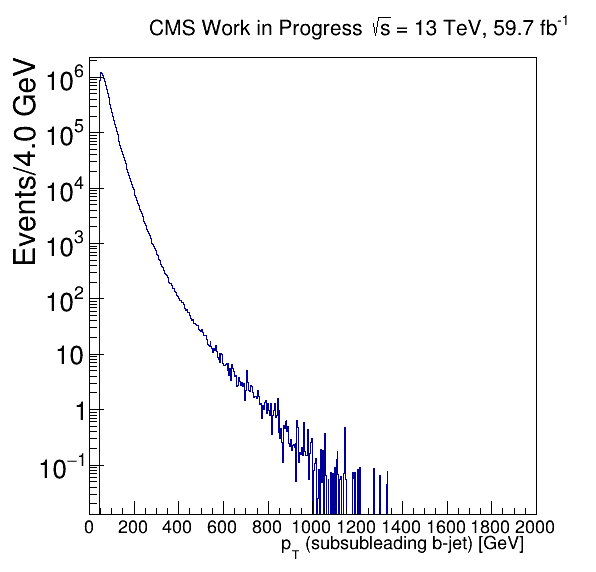 CMS Work in Progress √s = 13 TeV, 59.7 fb⁻¹
Events/4.0 GeV
10⁶
10⁵
10⁴
10³
10²
10
1
10⁻¹
0 200 400 600 800 1000 1200 1400 1600 1800 2000
p_T (subsubleading b-jet) [GeV]